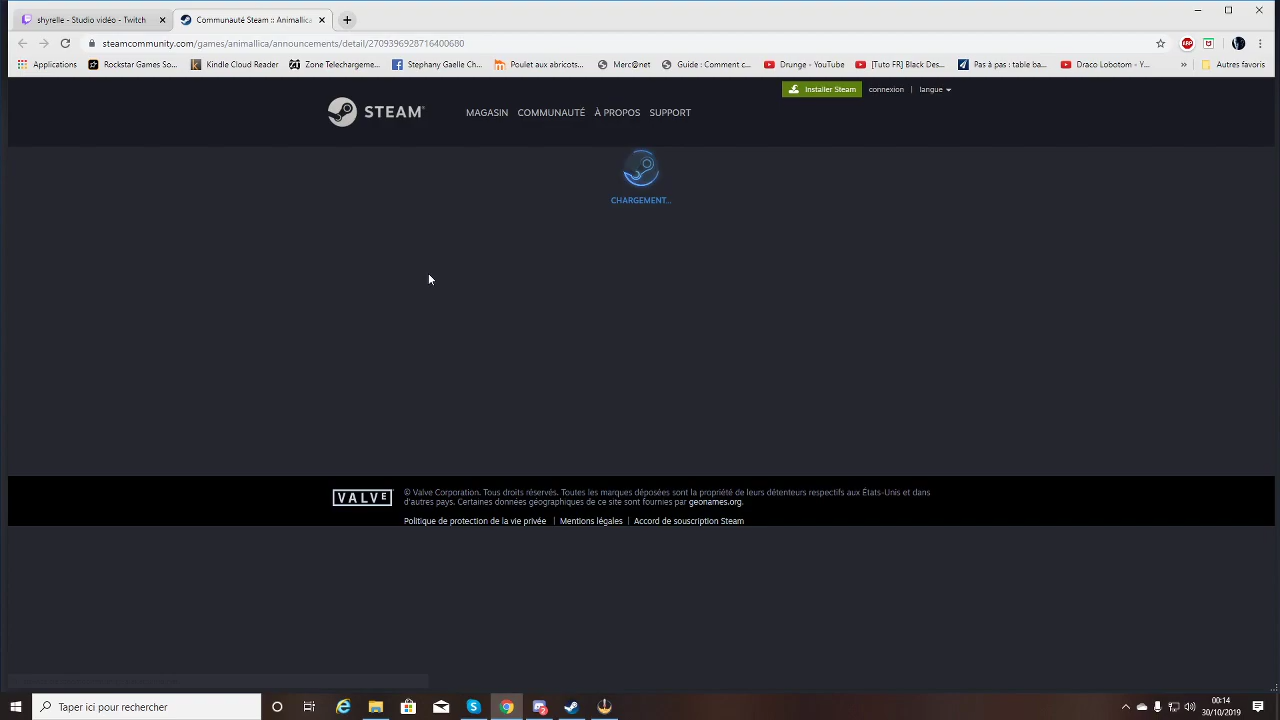 shyrelle - Studio vidéo - Twitch
Communauté Steam :: Animallica
steamcommunity.com/games/animallica/announcements/detail/2709396928716400680
ABP
Applications
Rockstar Games So...
Kindle Cloud Reader
Zone Telechargeme...
Stephany Gaëlle Ch...
Poulet aux abricots...
Merc@net
Guide : Comment c...
Drunge - YouTube
[Tuto FR] Black Des...
Pas à pas : table ba...
Draco Lobotom - Y...
»
Autres favoris
Installer Steam
connexion | langue
STEAM®
MAGASIN COMMUNAUTÉ À PROPOS SUPPORT
CHARGEMENT...
VALVE
© Valve Corporation. Tous droits réservés. Toutes les marques déposées sont la propriété de leurs détenteurs respectifs aux États-Unis et dans
d'autres pays. Certaines données géographiques de ce site sont fournies par geonames.org.
Politique de protection de la vie privée | Mentions légales | Accord de souscription Steam
Taper ici pour rechercher
00:14
30/10/2019